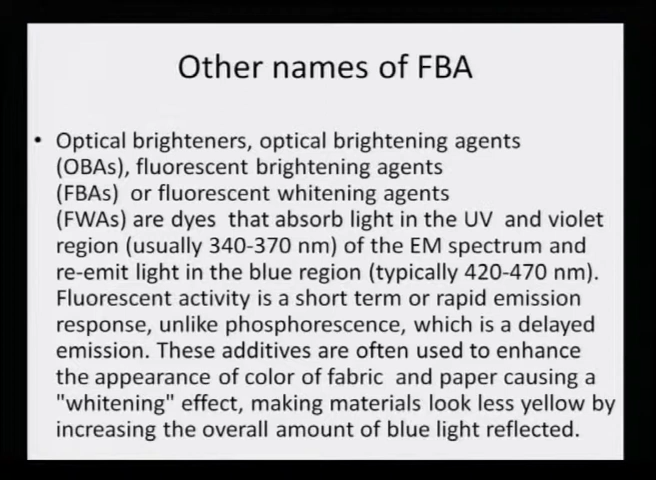 Other names of FBA
• Optical brighteners, optical brightening agents
(OBAs), fluorescent brightening agents
(FBAs) or fluorescent whitening agents
(FWAs) are dyes that absorb light in the UV and violet
region (usually 340-370 nm) of the EM spectrum and
re-emit light in the blue region (typically 420-470 nm).
Fluorescent activity is a short term or rapid emission
response, unlike phosphorescence, which is a delayed
emission. These additives are often used to enhance
the appearance of color of fabric and paper causing a
"whitening" effect, making materials look less yellow by
increasing the overall amount of blue light reflected.